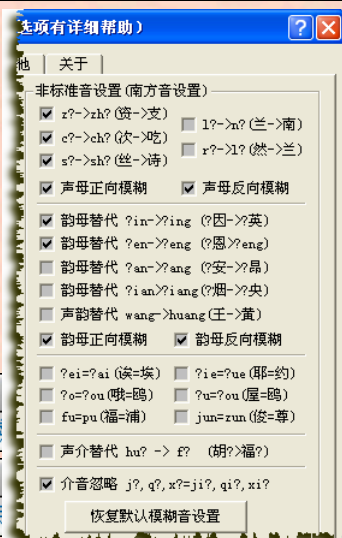 选项有详细帮助)
他 关于
非标准音设置(南方音设置)
z?->zh?(资->支)
l?->n?(兰->南)
c?->ch?(次->吃)
r?->l?(然->兰)
s?->sh?(丝->诗)
声母正向模糊 声母反向模糊
韵母替代 ?in->?ing (?因->?英)
韵母替代 ?en->?eng (?恩>?eng)
韵母替代 ?an->?ang (?安->?昂)
韵母替代 ?ian>?iang(?烟->?央)
声韵替代 wang->huang(王->黄)
韵母正向模糊 韵母反向模糊
?ei=?ai(诶=埃) ?ie=?ue(耶=约)
?o=?ou(哦=鸥) ?u=?ou(屋=鸥)
fu=pu(福=浦) jun=zun(俊=尊)
声介替代 hu? -> f? (胡?>福?)
介音忽略 j?,q?,x?=ji?,qi?,xi?
恢复默认模糊音设置